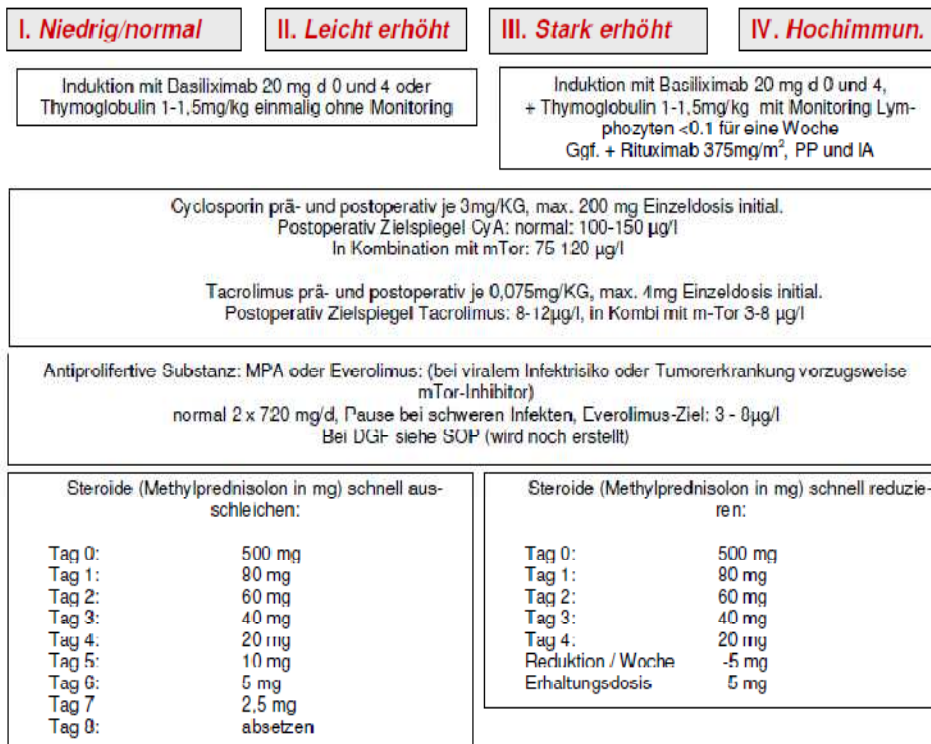 I. Niedrig/normal II. Leicht erhöht III. Stark erhöht IV. Hochimmun.
Induktion mit Basiliximab 20 mg d 0 und 4 oder
Thymoglobulin 1-1,5mg/kg einmalig ohne Monitoring
Induktion mit Basiliximab 20 mg d 0 und 4,
+ Thymoglobulin 1-1,5mg/kg mit Monitoring Lym-
phozyten <0.1 für eine Woche
Ggf. + Rituximab 375mg/m², PP und IA
Cyclosporin prä- und postoperativ je 3mg/KG, max. 200 mg Einzeldosis initial.
Postoperativ Zielspiegel CyA: normal: 100-150 µg/l
In Kombination mit mTor: 75-120 µg/l
Tacrolimus prä- und postoperativ je 0,075mg/KG, max. 4mg Einzeldosis initial.
Postoperativ Zielspiegel Tacrolimus: 8-12µg/l, in Kombi mit m-Tor 3-8 µg/l
Antiprolifertive Substanz: MPA oder Everolimus: (bei viralem Infektrisiko oder Tumorerkrankung vorzugsweise
mTor-Inhibitor)
normal 2 x 720 mg/d, Pause bei schweren Infekten, Everolimus-Ziel: 3 - 8µg/l
Bei DGF siehe SOP (wird noch erstellt)
Steroide (Methylprednisolon in mg) schnell aus-
schleichen:
Tag 0: 500 mg
Tag 1: 80 mg
Tag 2: 60 mg
Tag 3: 40 mg
Tag 4: 20 mg
Tag 5: 10 mg
Tag 6: 5 mg
Tag 7 2,5 mg
Tag 8: absetzen
Steroide (Methylprednisolon in mg) schnell reduzie-
ren:
Tag 0: 500 mg
Tag 1: 80 mg
Tag 2: 60 mg
Tag 3: 40 mg
Tag 4: 20 mg
Reduktion / Woche -5 mg
Erhaltungsdosis 5 mg